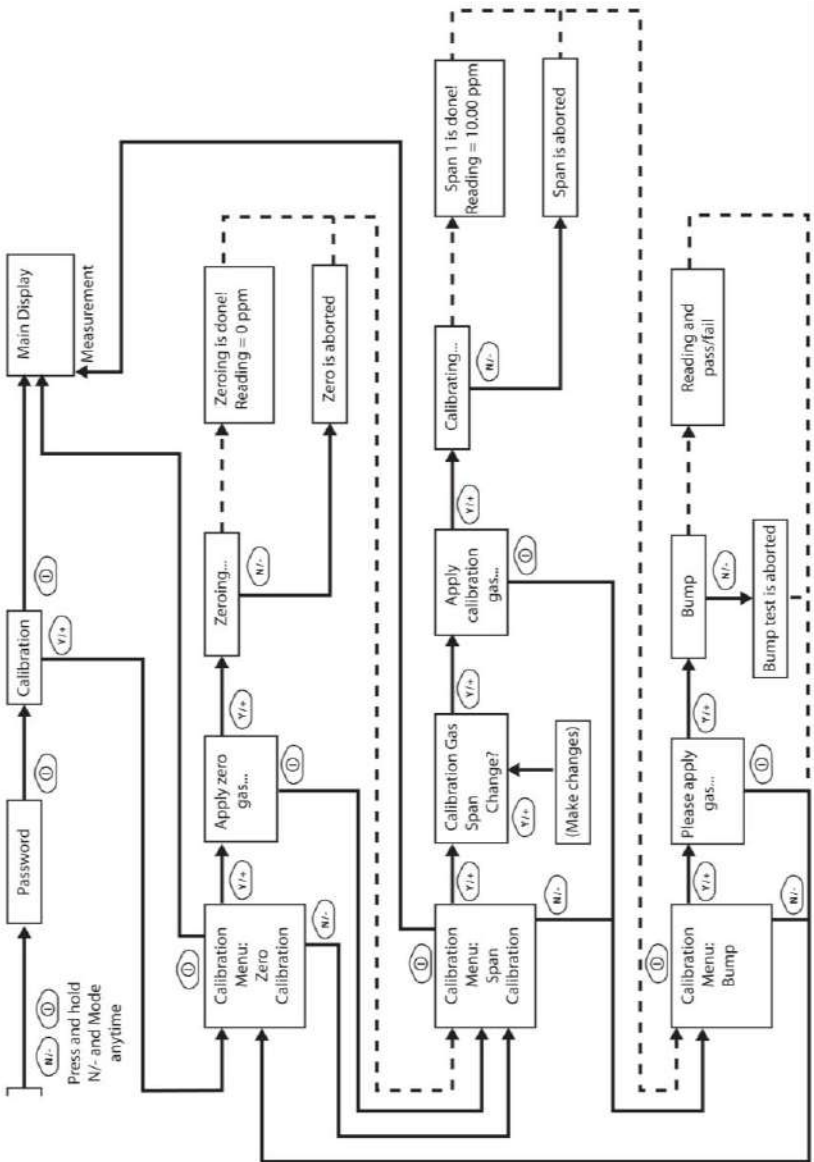 N/-
Press and hold
N/- and Mode
anytime
Password
Calibration
Y/+
Main Display
Measurement
Calibration
Menu:
Zero
Calibration
Y/+
N/-
Apply zero
gas...
Y/+
Zeroing...
N/-
Zeroing is done!
Reading = 0 ppm
Zero is aborted
Calibration
Menu:
Span
Calibration
Y/+
N/-
Calibration Gas
Span
Change?
Y/+
Y/+
(Make changes)
Apply
calibration
gas...
Y/+
Calibrating...
N/-
Span 1 is done!
Reading = 10.00 ppm
Span is aborted
Calibration
Menu:
Bump
Y/+
N/-
Please apply
gas...
Y/+
Bump
N/-
Bump test is aborted
Reading and
pass/fail